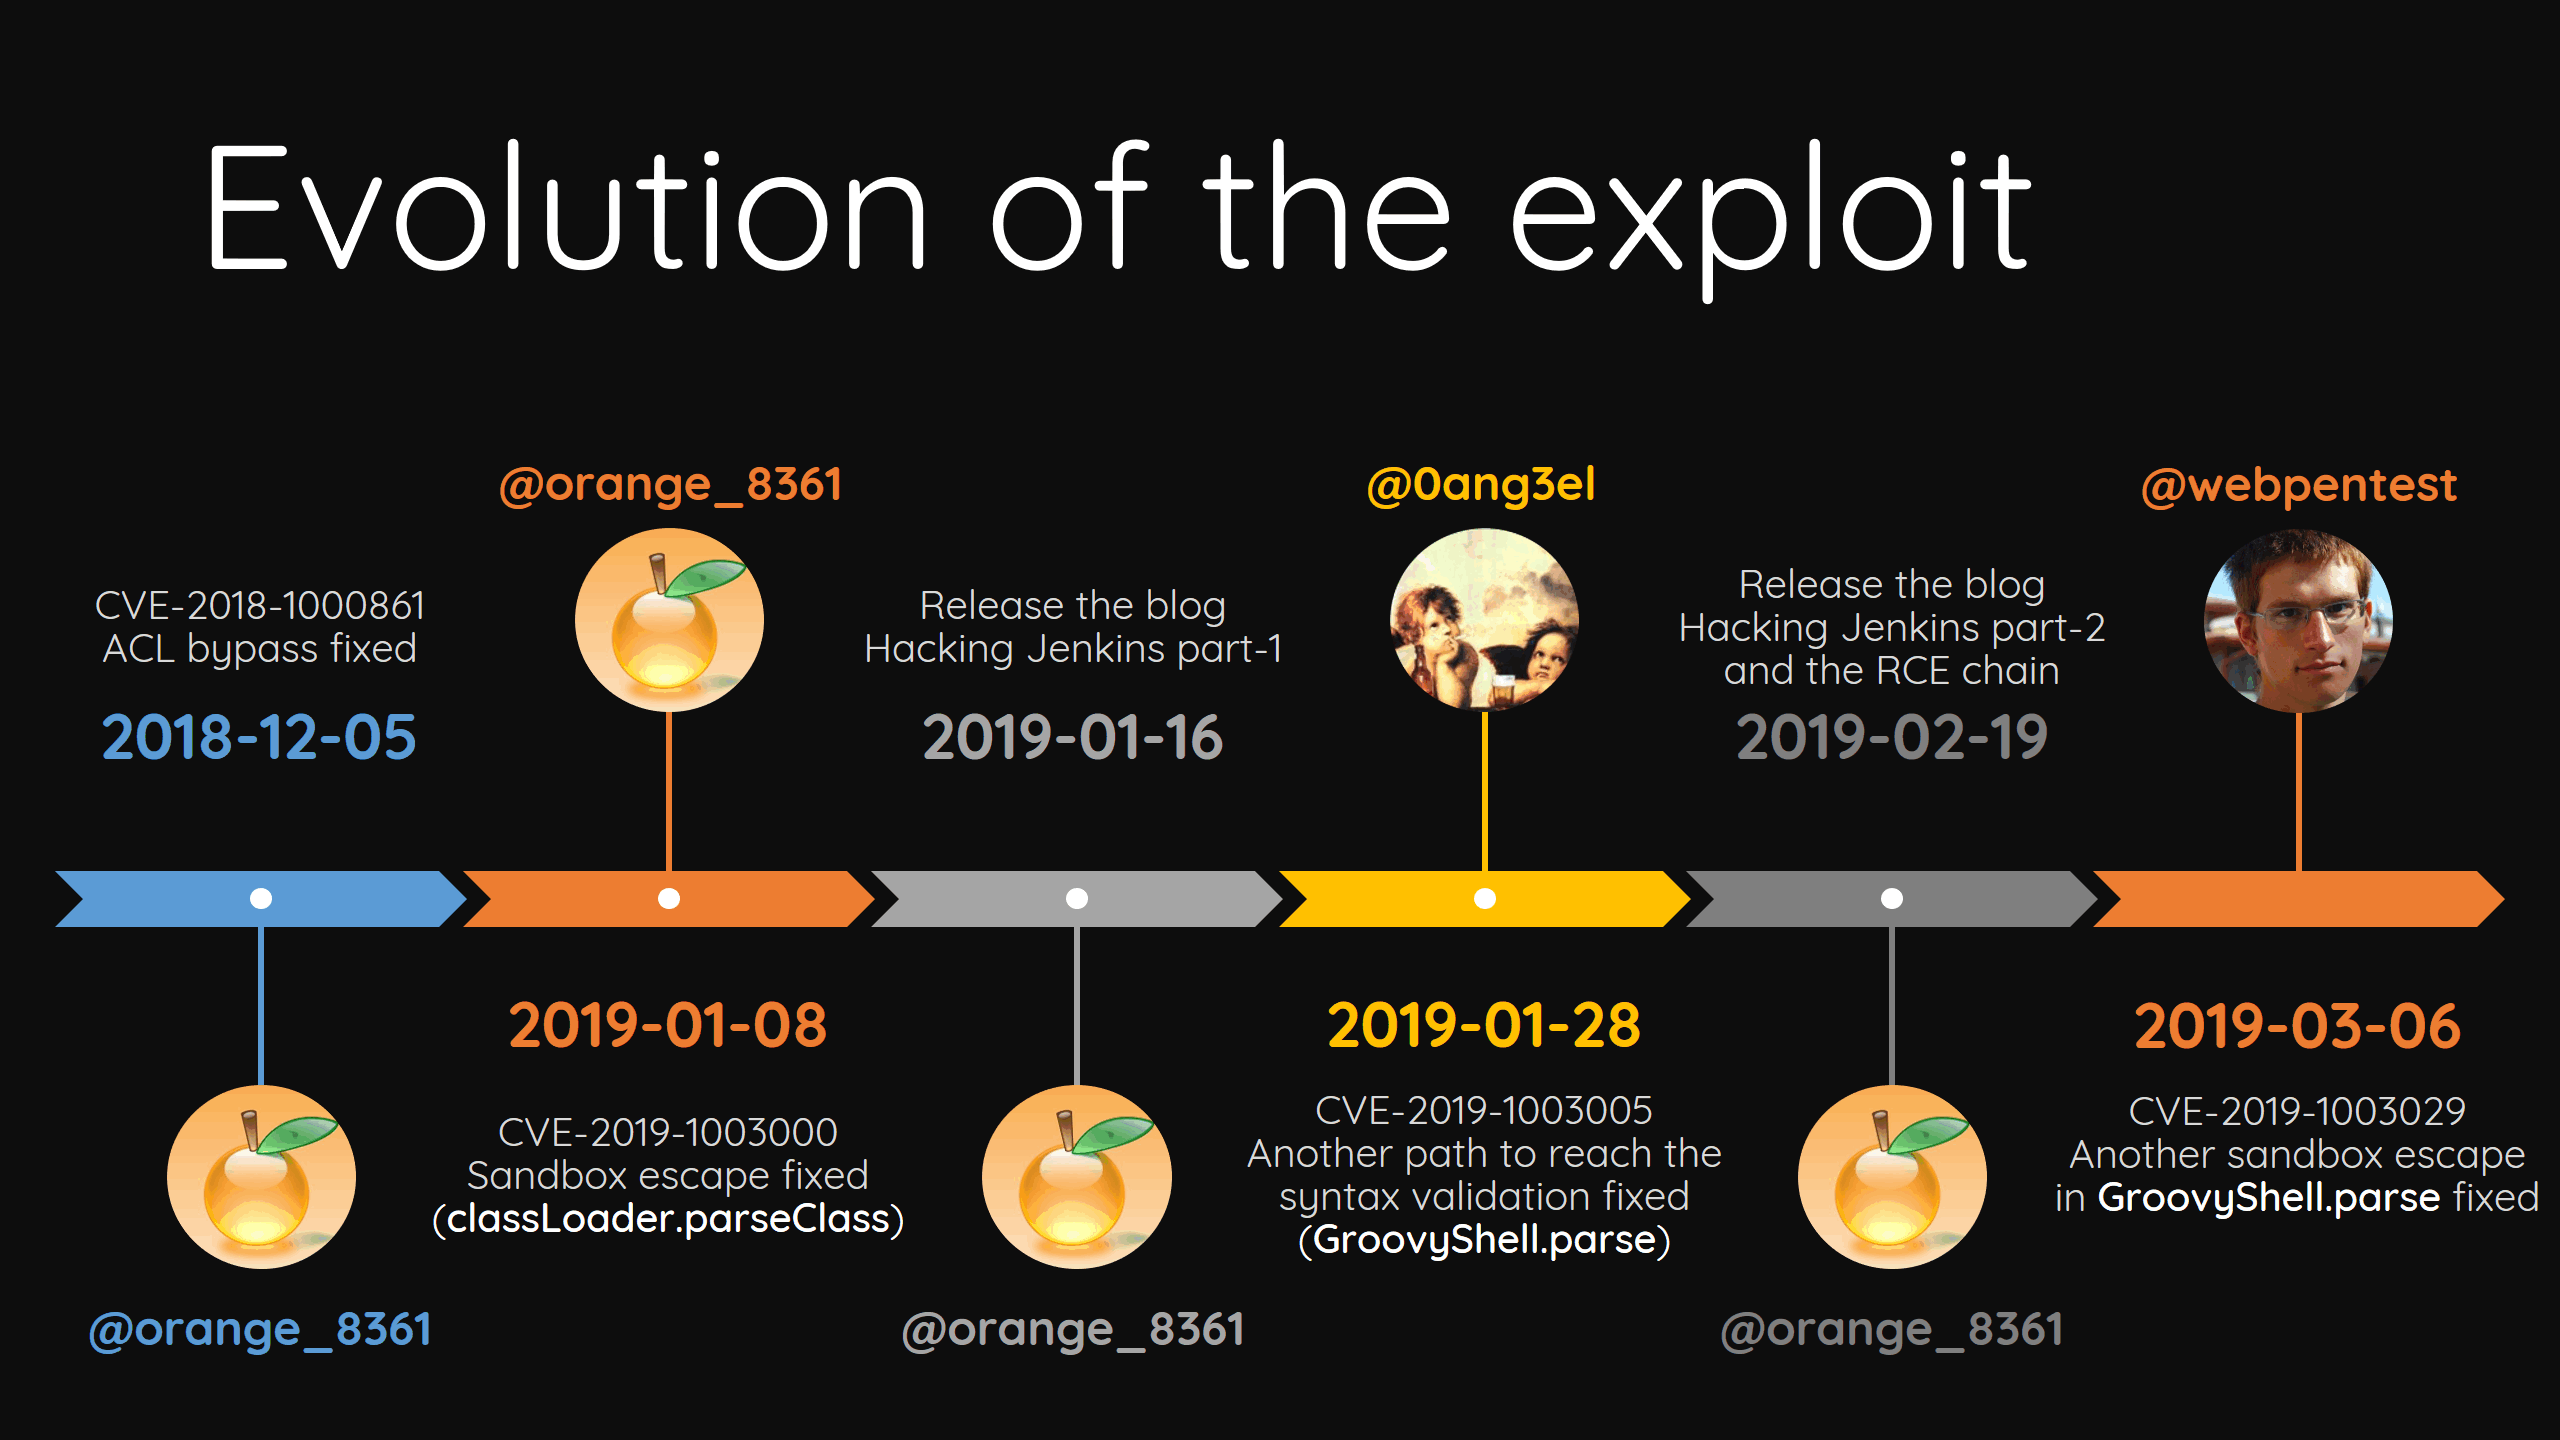 Evolution of the exploit
CVE-2018-1000861
ACL bypass fixed
2018-12-05
@orange_8361
@orange_8361
2019-01-08
CVE-2019-1003000
Sandbox escape fixed
(classLoader.parseClass)
Release the blog
Hacking Jenkins part-1
2019-01-16
@orange_8361
@0ang3el
2019-01-28
CVE-2019-1003005
Another path to reach the
syntax validation fixed
(GroovyShell.parse)
Release the blog
Hacking Jenkins part-2
and the RCE chain
2019-02-19
@orange_8361
@webpentest
2019-03-06
CVE-2019-1003029
Another sandbox escape
in GroovyShell.parse fixed